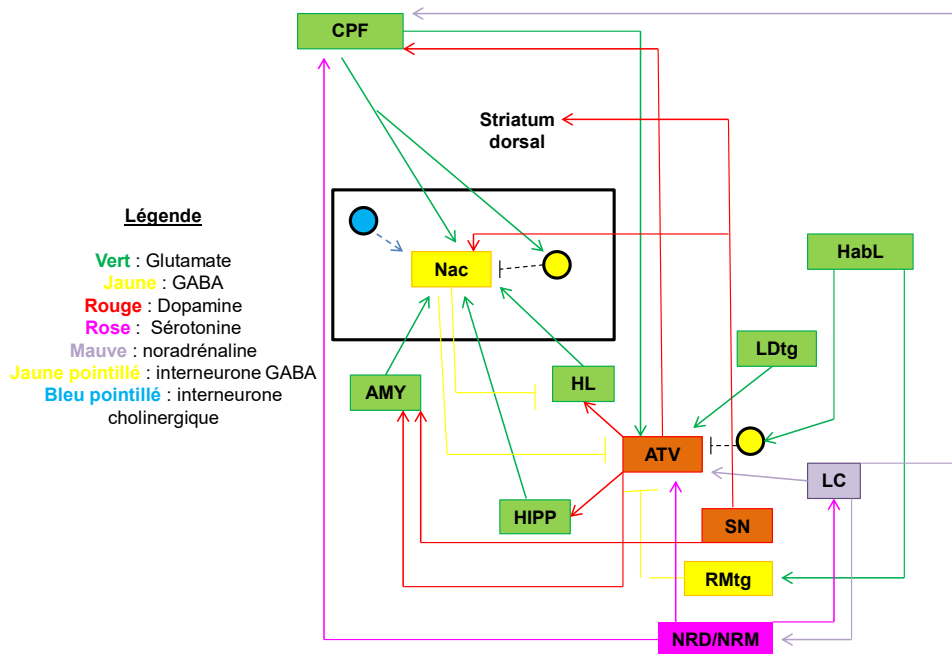 CPF
Striatum
dorsal
Légende
Vert : Glutamate
Jaune : GABA
Rouge : Dopamine
Rose : Sérotonine
Mauve : noradrénaline
Jaune pointillé : interneurone GABA
Bleu pointillé : interneurone
cholinergique
Nac
HabL
LDtg
AMY
HL
ATV
LC
HIPP
SN
RMtg
NRD/NRM